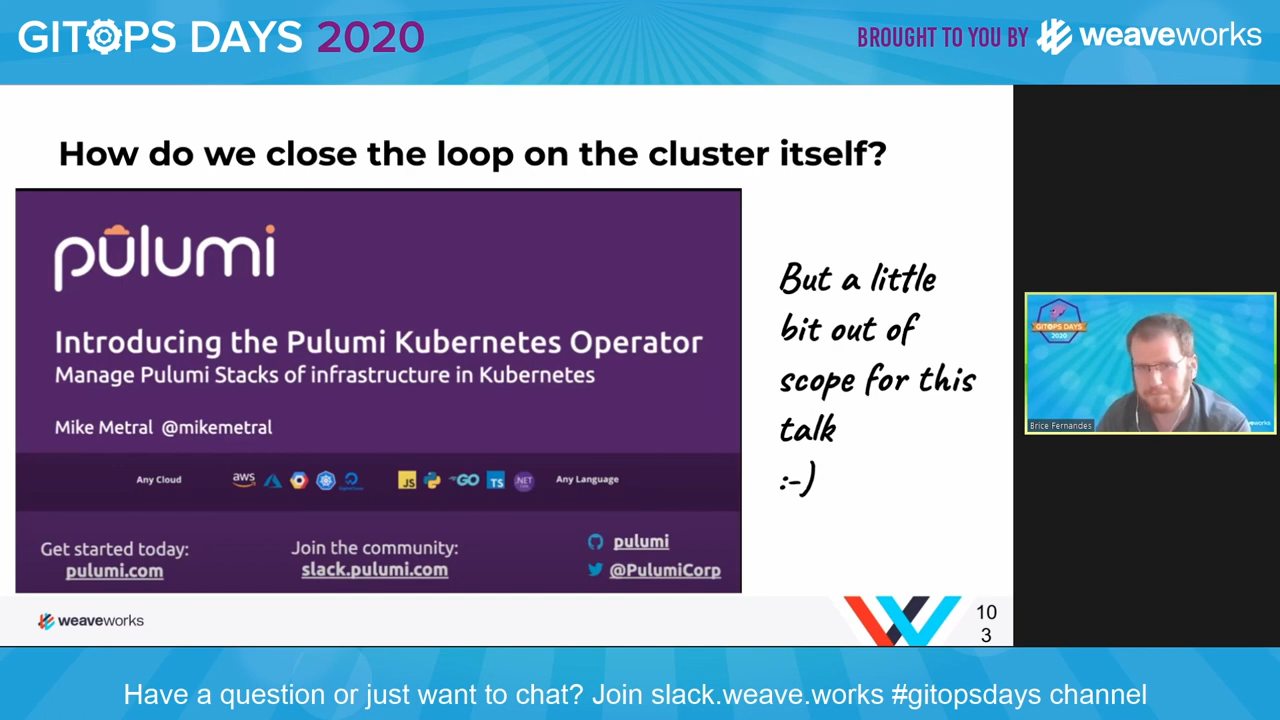 GITOPS DAYS 2020
BROUGHT TO YOU BY weaveworks
How do we close the loop on the cluster itself?
pulumi
Introducing the Pulumi Kubernetes Operator
Manage Pulumi Stacks of infrastructure in Kubernetes
Mike Metral @mikemetral
Any Cloud
aws
JS
GO
TS
.NET
Any Language
Get started today:
pulumi.com
Join the community:
slack.pulumi.com
pulumi
@PulumiCorp
But a little
bit out of
scope for this
talk
:-)
GITOPS DAYS
2020
Brice Fernandes
weaveworks
10
3
Have a question or just want to chat? Join slack.weave.works #gitopsdays channel